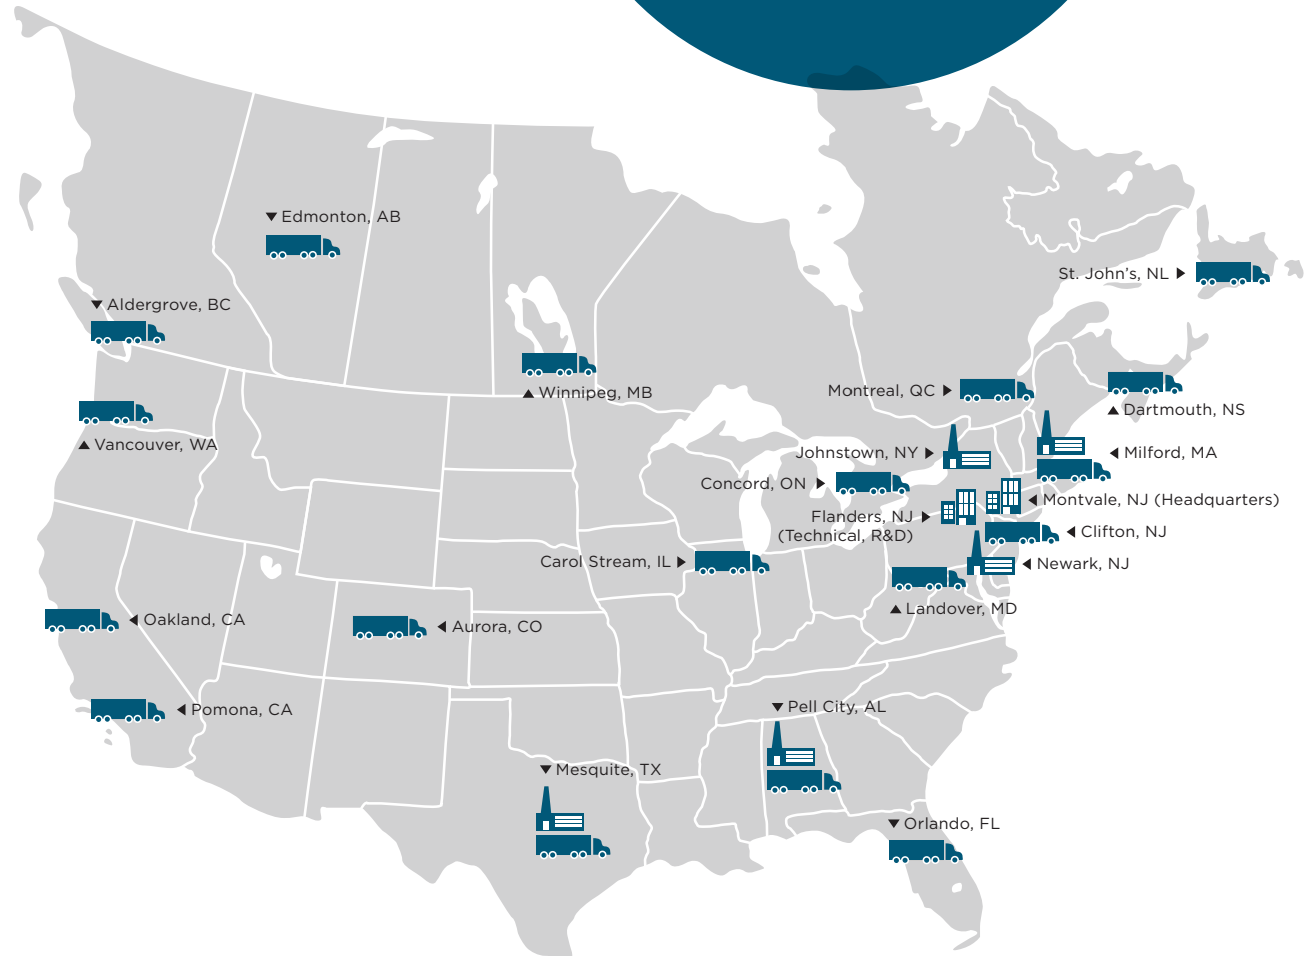 ▼ Edmonton, AB
St. John’s, NL ▶
▼ Aldergrove, BC
Montreal, QC ▶
▲ Winnipeg, MB
▲ Dartmouth, NS
▲ Vancouver, WA
Johnstown, NY ▶
◀ Milford, MA
Concord, ON ▶
◀ Montvale, NJ (Headquarters)
Flanders, NJ ▶
(Technical, R&D)
◀ Clifton, NJ
Carol Stream, IL ▶
◀ Newark, NJ
▲ Landover, MD
◀ Oakland, CA
◀ Aurora, CO
▼ Pell City, AL
◀ Pomona, CA
▼ Mesquite, TX
▼ Orlando, FL